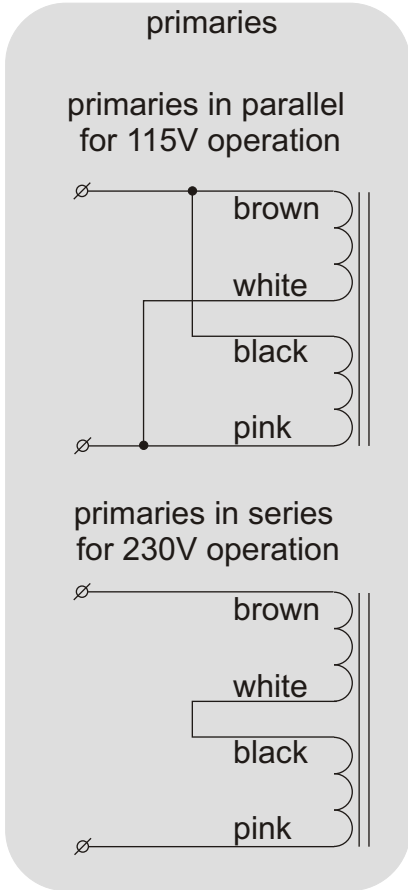 primaries
primaries in parallel
for 115V operation
brown
white
black
pink
primaries in series
for 230V operation
brown
white
black
pink